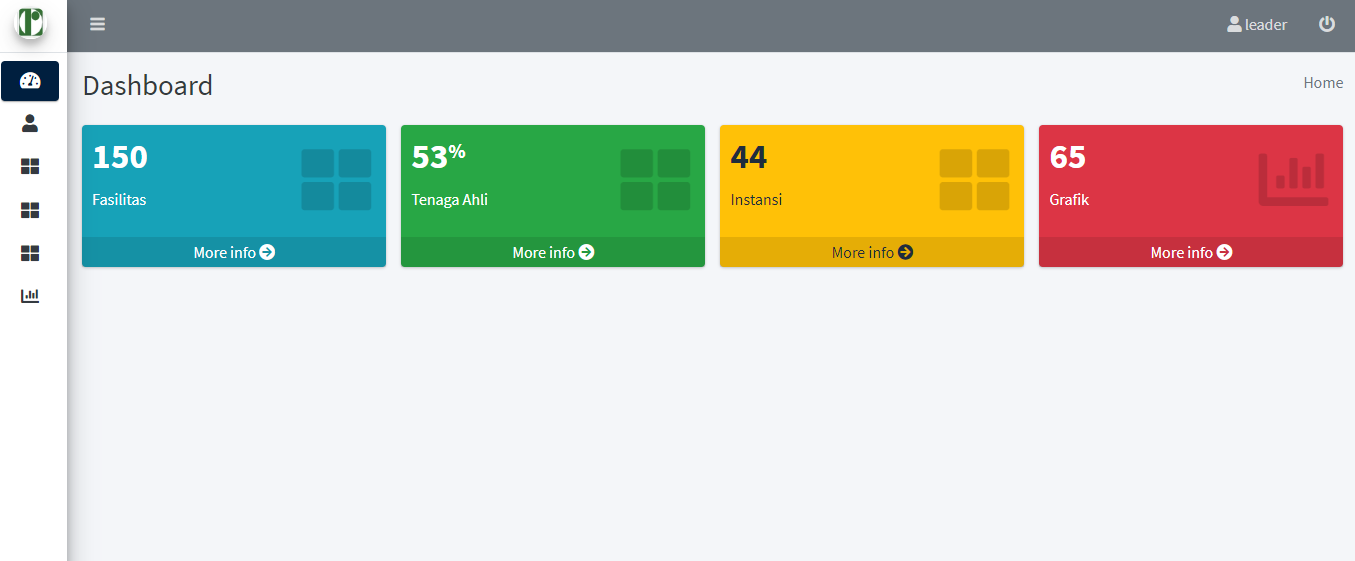 leader
Dashboard
Home
150
Fasilitas
More info
53%
Tenaga Ahli
More info
44
Instansi
More info
65
Grafik
More info